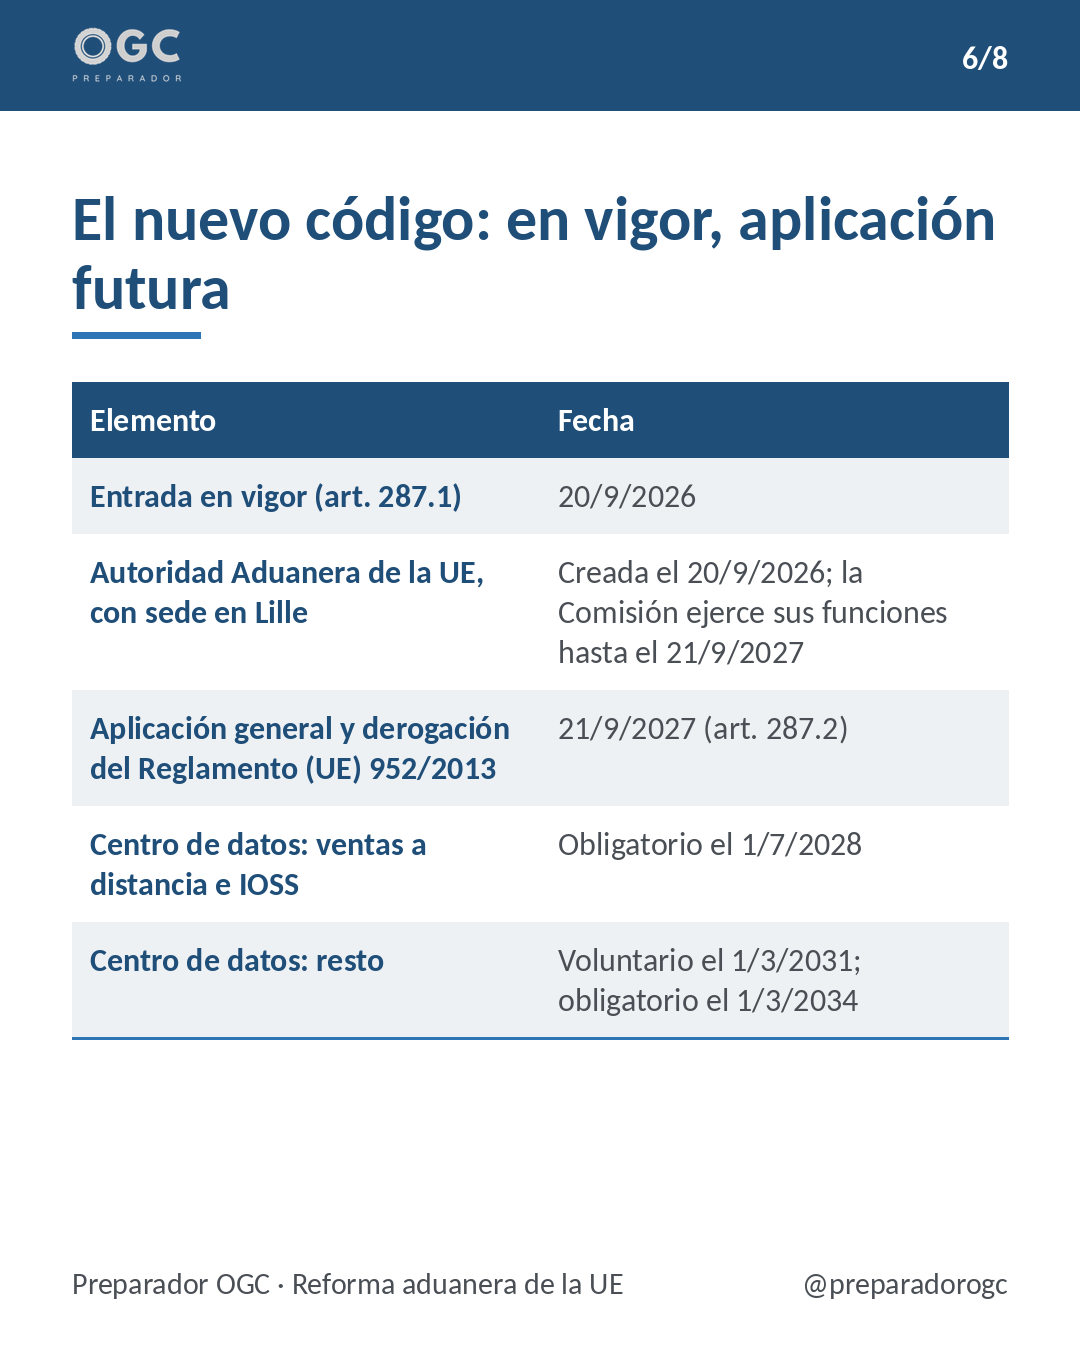 OGC
PREPARADOR
6/8
El nuevo código: en vigor, aplicación
futura
Elemento
Fecha
Entrada en vigor (art. 287.1)
20/9/2026
Autoridad Aduanera de la UE,
con sede en Lille
Creada el 20/9/2026; la
Comisión ejerce sus funciones
hasta el 21/9/2027
Aplicación general y derogación
del Reglamento (UE) 952/2013
21/9/2027 (art. 287.2)
Centro de datos: ventas a
distancia e IOSS
Obligatorio el 1/7/2028
Centro de datos: resto
Voluntario el 1/3/2031;
obligatorio el 1/3/2034
Preparador OGC · Reforma aduanera de la UE
@preparadorogc